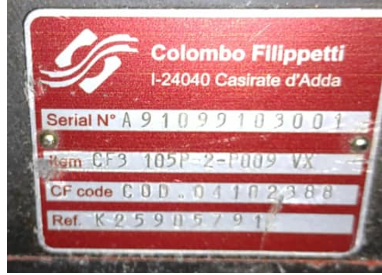 Colombo Filippetti
I-24040 Casirate d'Adda
Serial N° A91099103001
Item CF3 105P-2-P009 VX
CF code COD.04102388
Ref. K25905/91